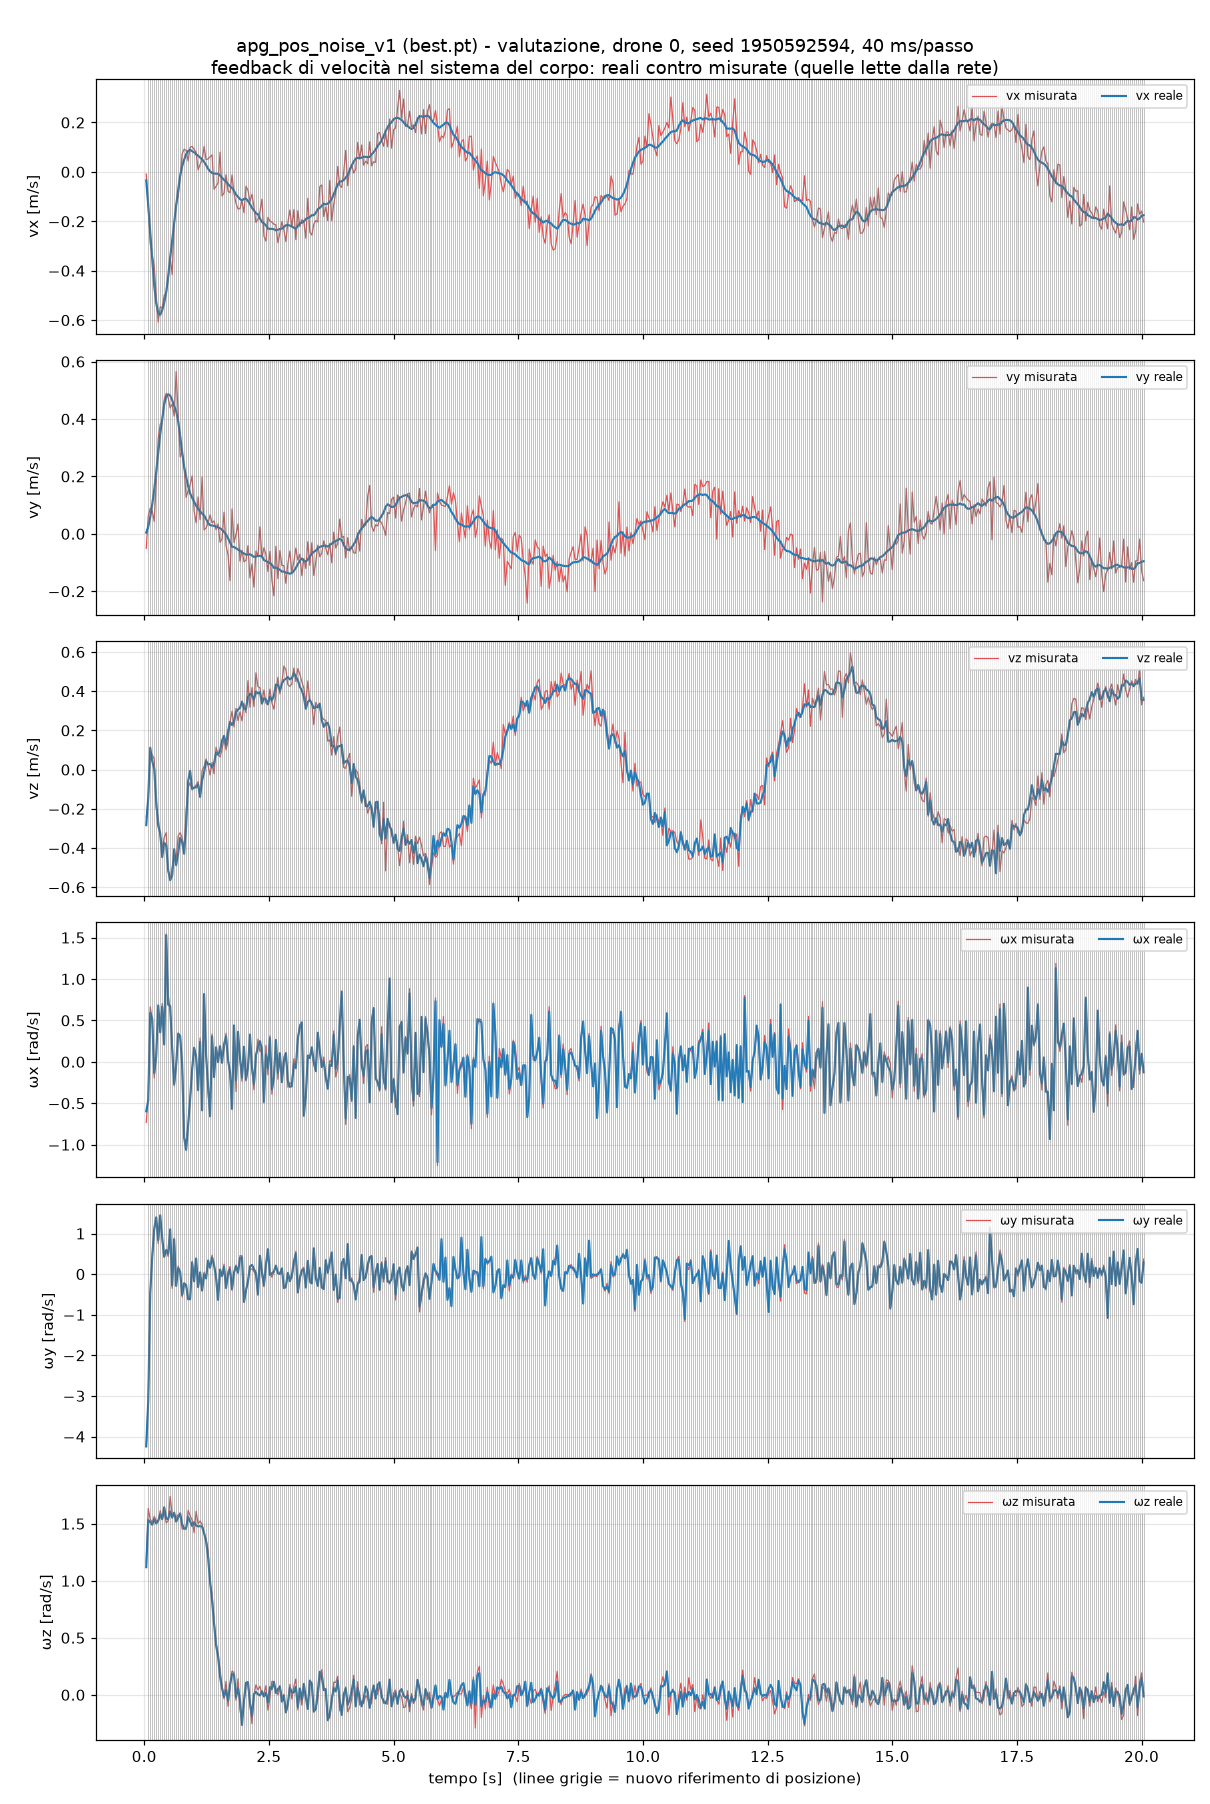 apg_pos_noise_v1 (best.pt) - valutazione, drone 0, seed 1950592594, 40 ms/passo
feedback di velocità nel sistema del corpo: reali contro misurate (quelle lette dalla rete)
vx misurata vx reale
0.2
0.0
−0.2
−0.4
−0.6
vx [m/s]
vy misurata vy reale
0.6
0.4
0.2
0.0
−0.2
vy [m/s]
vz misurata vz reale
0.6
0.4
0.2
0.0
−0.2
−0.4
−0.6
vz [m/s]
ωx misurata ωx reale
1.5
1.0
0.5
0.0
−0.5
−1.0
ωx [rad/s]
ωy misurata ωy reale
1
0
−1
−2
−3
−4
ωy [rad/s]
ωz misurata ωz reale
1.5
1.0
0.5
0.0
ωz [rad/s]
0.0 2.5 5.0 7.5 10.0 12.5 15.0 17.5 20.0
tempo [s] (linee grigie = nuovo riferimento di posizione)